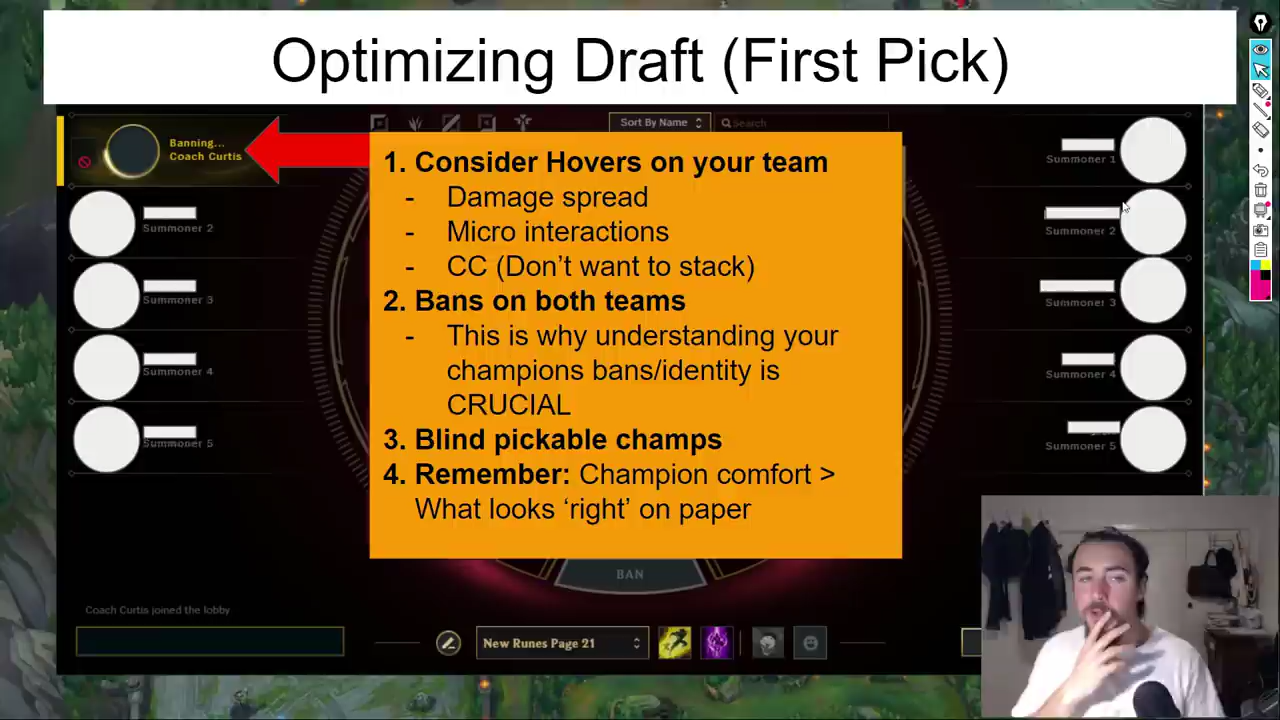 Optimizing Draft (First Pick)
Banning...
Coach Curtis
Sort By Name
Search
Summoner 1
Summoner 2
Summoner 2
Summoner 3
Summoner 3
Summoner 4
Summoner 4
Summoner 5
Summoner 5
1. Consider Hovers on your team
- Damage spread
- Micro interactions
- CC (Don’t want to stack)
2. Bans on both teams
- This is why understanding your
champions bans/identity is
CRUCIAL
3. Blind pickable champs
4. Remember: Champion comfort >
What looks ‘right’ on paper
BAN
Coach Curtis joined the lobby
New Runes Page 21